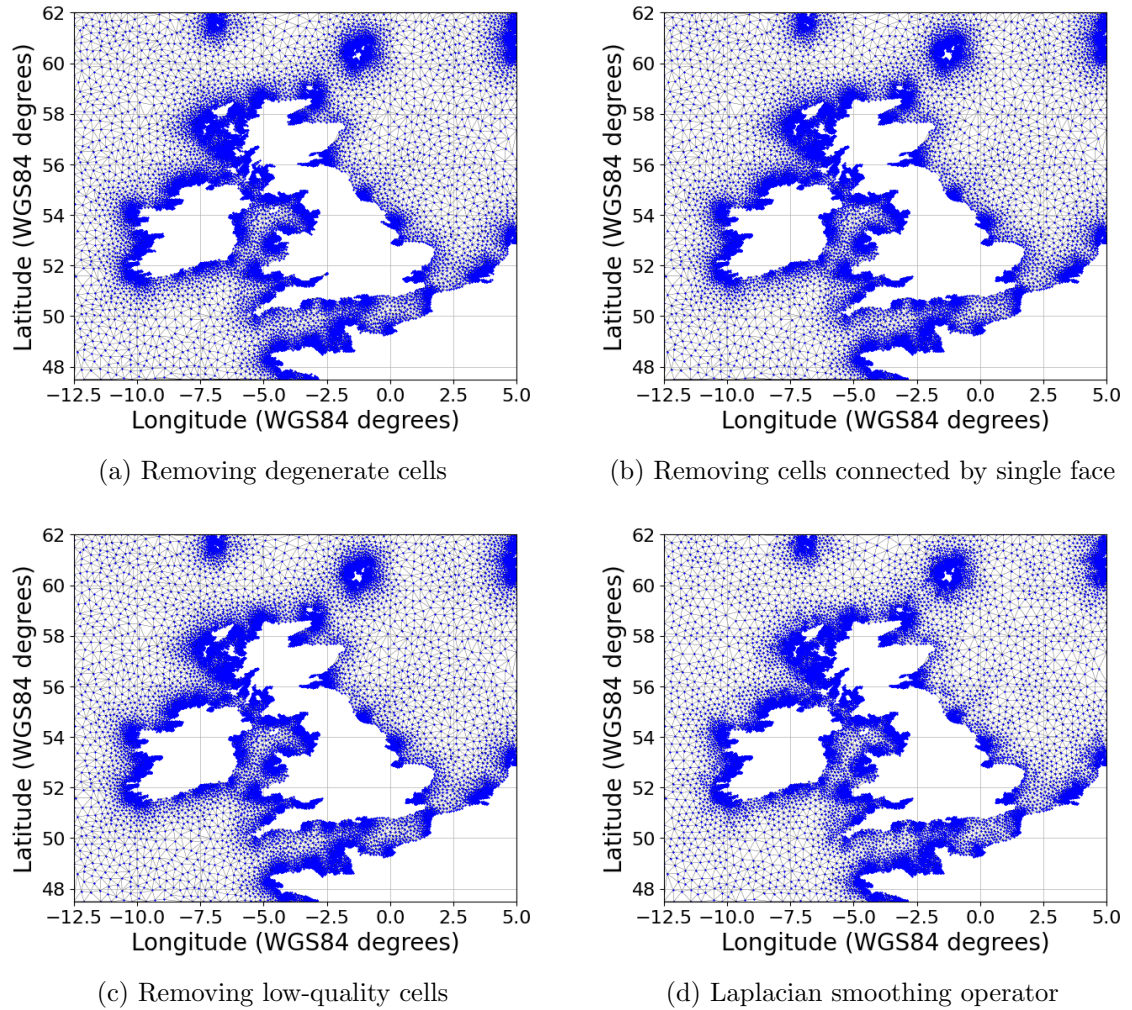 62
60
58
56
54
52
50
48
Latitude (WGS84 degrees)
−12.5 −10.0 −7.5 −5.0 −2.5 0.0 2.5 5.0
Longitude (WGS84 degrees)
(a) Removing degenerate cells
62
60
58
56
54
52
50
48
Latitude (WGS84 degrees)
−12.5 −10.0 −7.5 −5.0 −2.5 0.0 2.5 5.0
Longitude (WGS84 degrees)
(b) Removing cells connected by single face
62
60
58
56
54
52
50
48
Latitude (WGS84 degrees)
−12.5 −10.0 −7.5 −5.0 −2.5 0.0 2.5 5.0
Longitude (WGS84 degrees)
(c) Removing low-quality cells
62
60
58
56
54
52
50
48
Latitude (WGS84 degrees)
−12.5 −10.0 −7.5 −5.0 −2.5 0.0 2.5 5.0
Longitude (WGS84 degrees)
(d) Laplacian smoothing operator